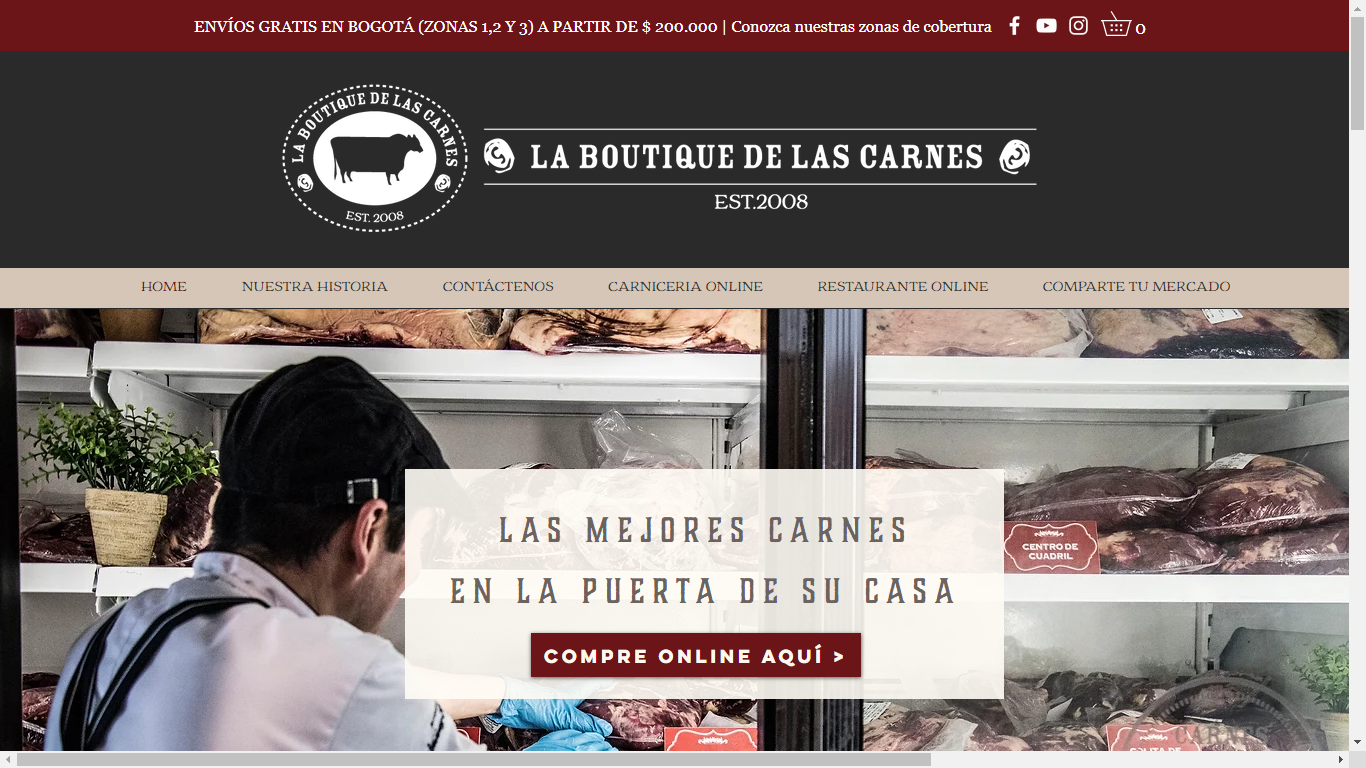 ENVÍOS GRATIS EN BOGOTÁ (ZONAS 1,2 Y 3) A PARTIR DE $ 200.000 | Conozca nuestras zonas de cobertura
0
LA BOUTIQUE DE LAS CARNES
EST. 2008
LA BOUTIQUE DE LAS CARNES
EST.2008
HOME
NUESTRA HISTORIA
CONTÁCTENOS
CARNICERIA ONLINE
RESTAURANTE ONLINE
COMPARTE TU MERCADO
LAS MEJORES CARNES
EN LA PUERTA DE SU CASA
COMPRE ONLINE AQUÍ >
CENTRO DE
CUADRIL
CARNES